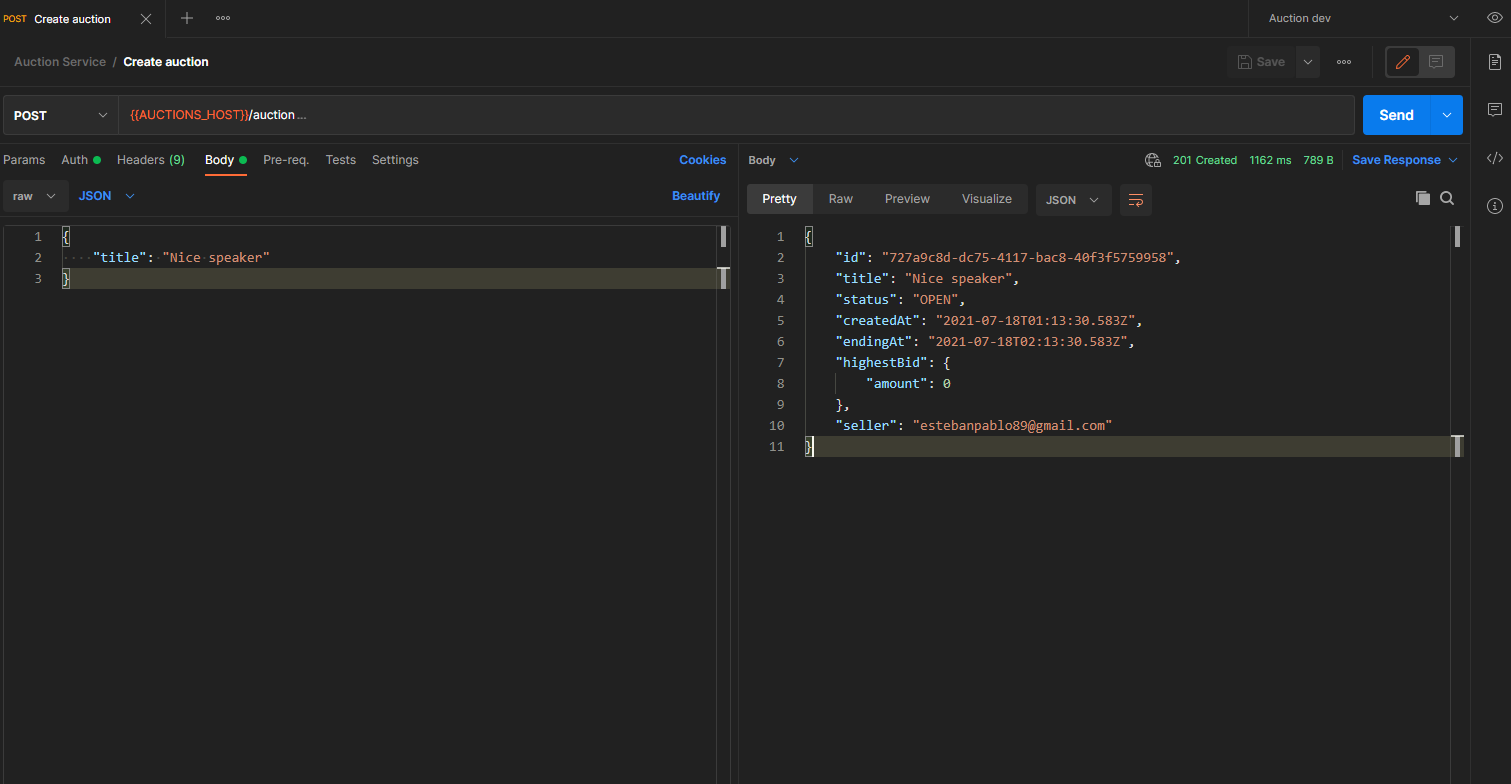 POST Create auction
Auction dev
Auction Service / Create auction
Save
POST
{{AUCTIONS_HOST}}/auction ...
Send
Params Auth Headers (9) Body Pre-req. Tests Settings Cookies
Body 201 Created 1162 ms 789 B Save Response
raw JSON Beautify
Pretty Raw Preview Visualize JSON
1 {
2 ····"title":·"Nice·speaker"
3 }
1 {
2 "id": "727a9c8d-dc75-4117-bac8-40f3f5759958",
3 "title": "Nice speaker",
4 "status": "OPEN",
5 "createdAt": "2021-07-18T01:13:30.583Z",
6 "endingAt": "2021-07-18T02:13:30.583Z",
7 "highestBid": {
8 "amount": 0
9 },
10 "seller": "estebanpablo89@gmail.com"
11 }